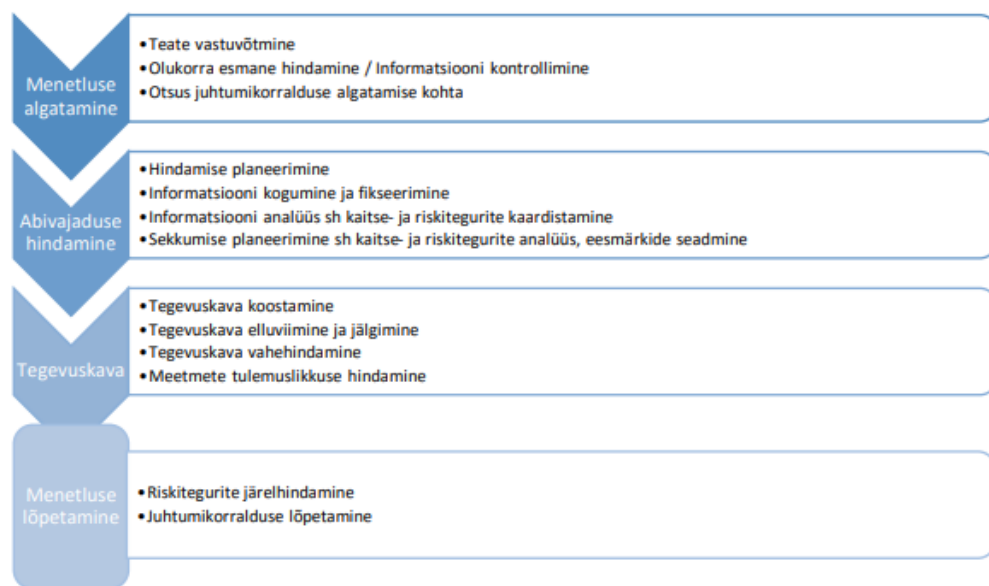 Menetluse
algatamine
•Teate vastuvõtmine
•Olukorra esmane hindamine / Informatsiooni kontrollimine
•Otsus juhtumikorralduse algatamise kohta
Abivajaduse
hindamine
•Hindamise planeerimine
•Informatsiooni kogumine ja fikseerimine
•Informatsiooni analüüs sh kaitse- ja riskitegurite kaardistamine
•Sekkumise planeerimine sh kaitse- ja riskitegurite analüüs, eesmärkide seadmine
Tegevuskava
•Tegevuskava koostamine
•Tegevuskava elluviimine ja jälgimine
•Tegevuskava vahehindamine
•Meetmete tulemuslikkuse hindamine
Menetluse
lõpetamine
•Riskitegurite järelhindamine
•Juhtumikorralduse lõpetamine